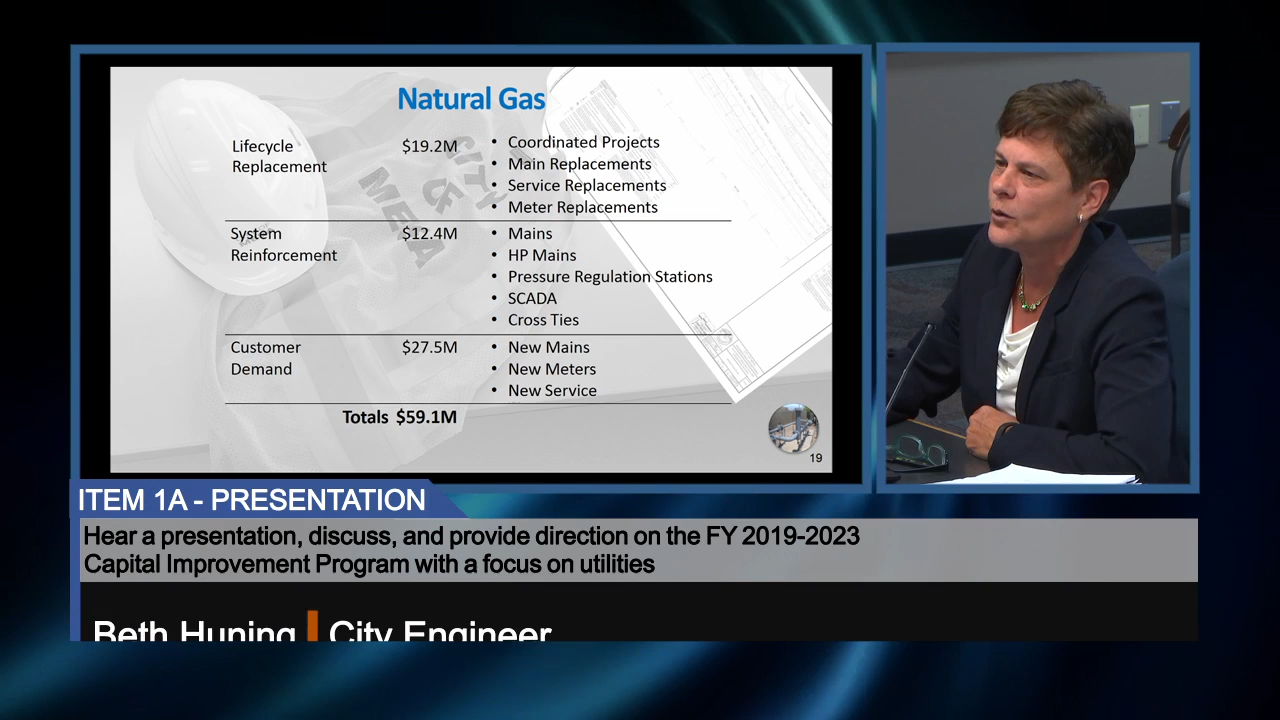 Natural Gas
Lifecycle Replacement $19.2M
• Coordinated Projects
• Main Replacements
• Service Replacements
• Meter Replacements
System Reinforcement $12.4M
• Mains
• HP Mains
• Pressure Regulation Stations
• SCADA
• Cross Ties
Customer Demand $27.5M
• New Mains
• New Meters
• New Service
Totals $59.1M
19
CITY
&
MESA
ITEM 1A - PRESENTATION
Hear a presentation, discuss, and provide direction on the FY 2019-2023
Capital Improvement Program with a focus on utilities
Beth Huning City Engineer